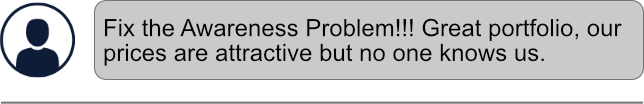 Fix the Awareness Problem!!! Great portfolio, our
prices are attractive but no one knows us.